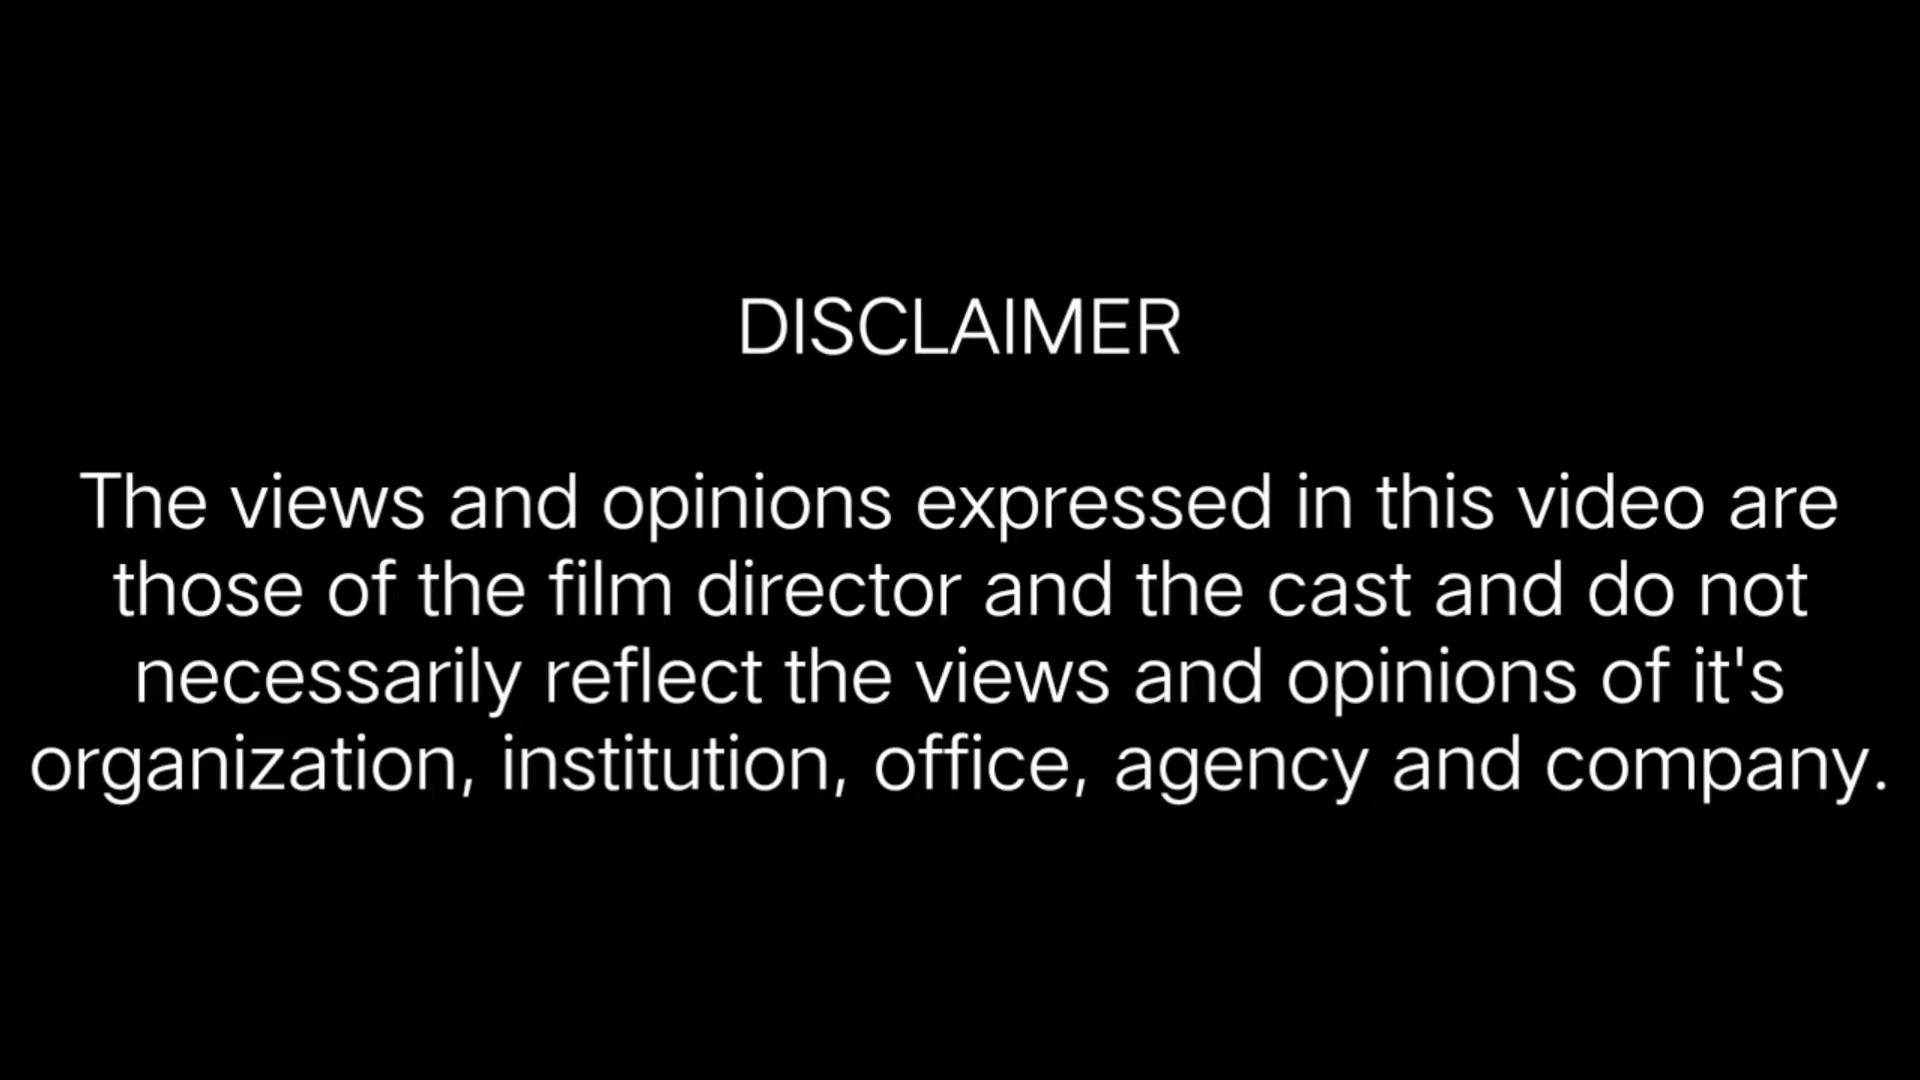 DISCLAIMER
The views and opinions expressed in this video are
those of the film director and the cast and do not
necessarily reflect the views and opinions of it's
organization, institution, office, agency and company.